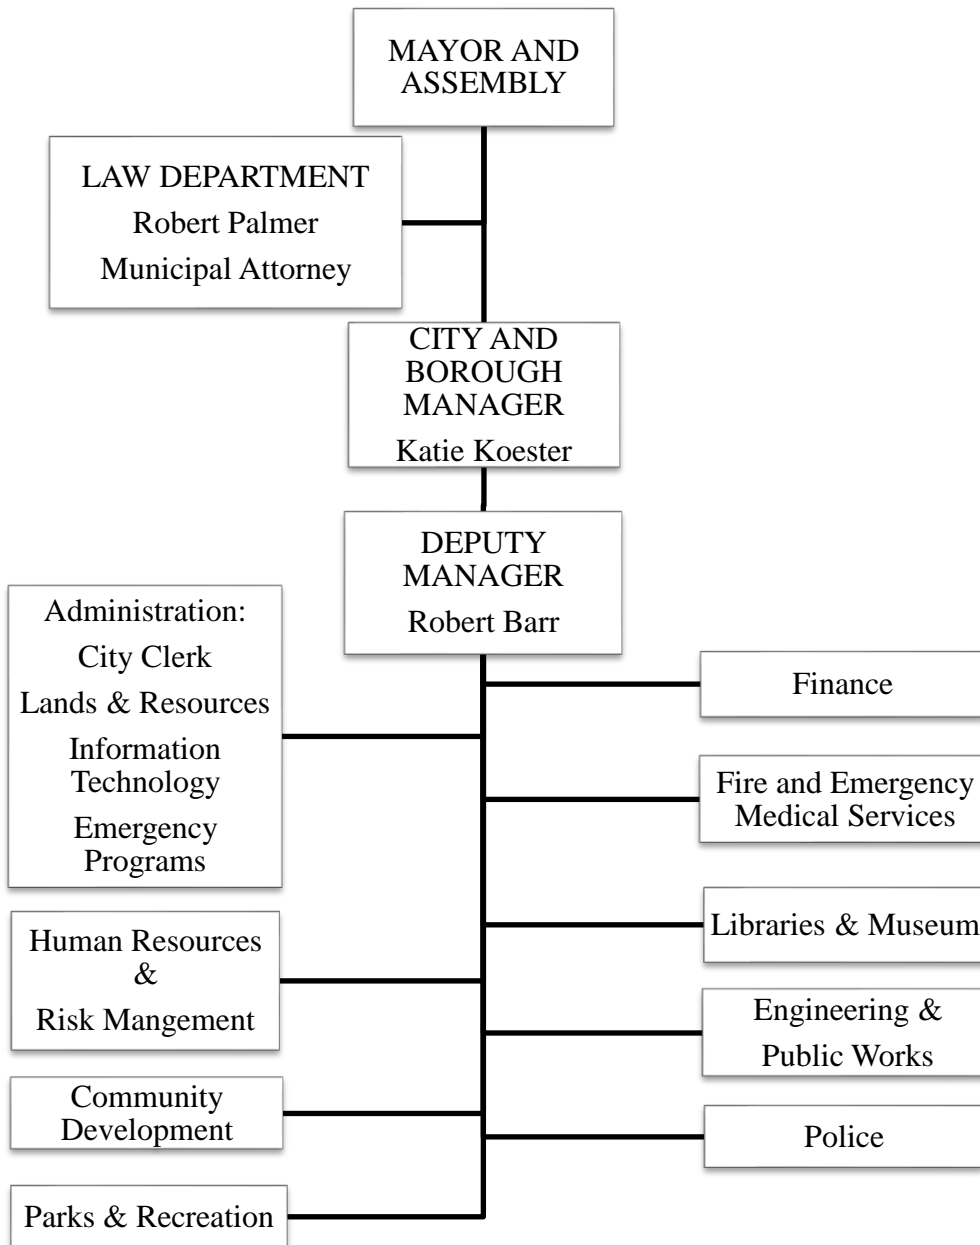 MAYOR AND
ASSEMBLY
LAW DEPARTMENT
Robert Palmer
Municipal Attorney
CITY AND
BOROUGH
MANAGER
Katie Koester
DEPUTY
MANAGER
Robert Barr
Administration:
City Clerk
Lands & Resources
Information
Technology
Emergency
Programs
Human Resources
&
Risk Mangement
Community
Development
Parks & Recreation
Finance
Fire and Emergency
Medical Services
Libraries & Museum
Engineering &
Public Works
Police